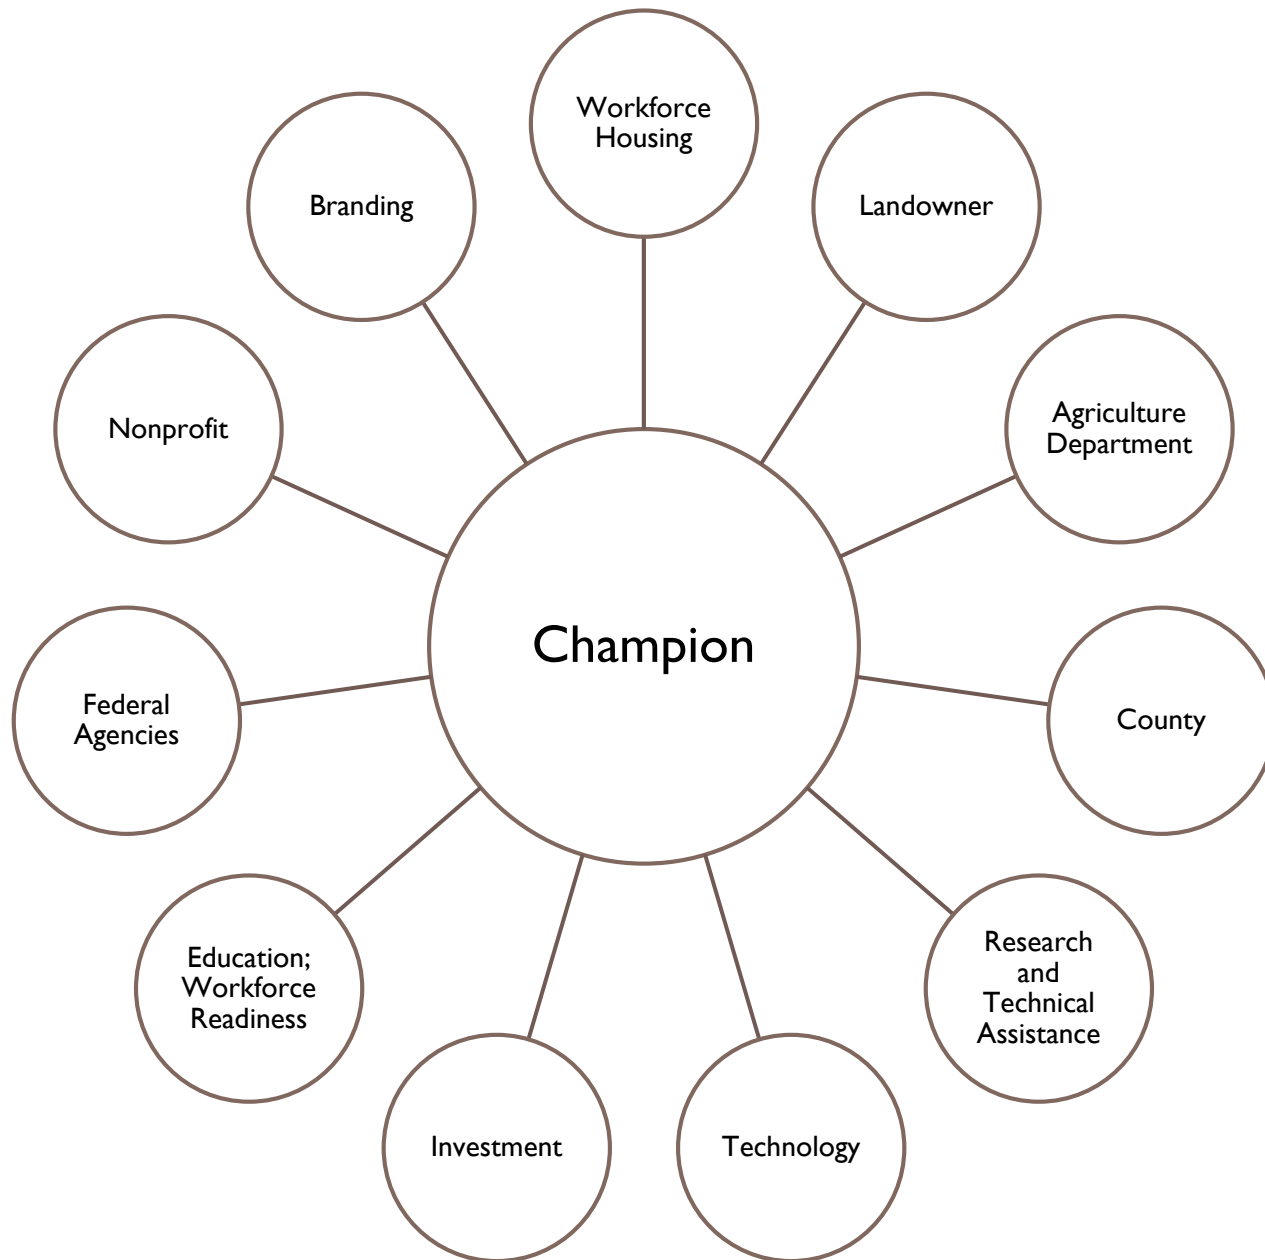 Workforce
Housing
Landowner
Agriculture
Department
County
Research
and
Technical
Assistance
Technology
Investment
Education;
Workforce
Readiness
Federal
Agencies
Nonprofit
Branding
Champion